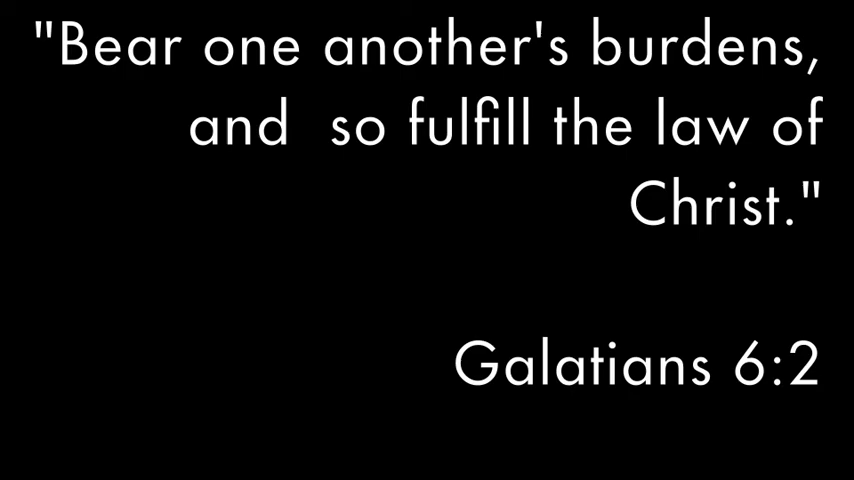 "Bear one another's burdens,
and  so fulfill the law of
Christ."
Galatians 6:2